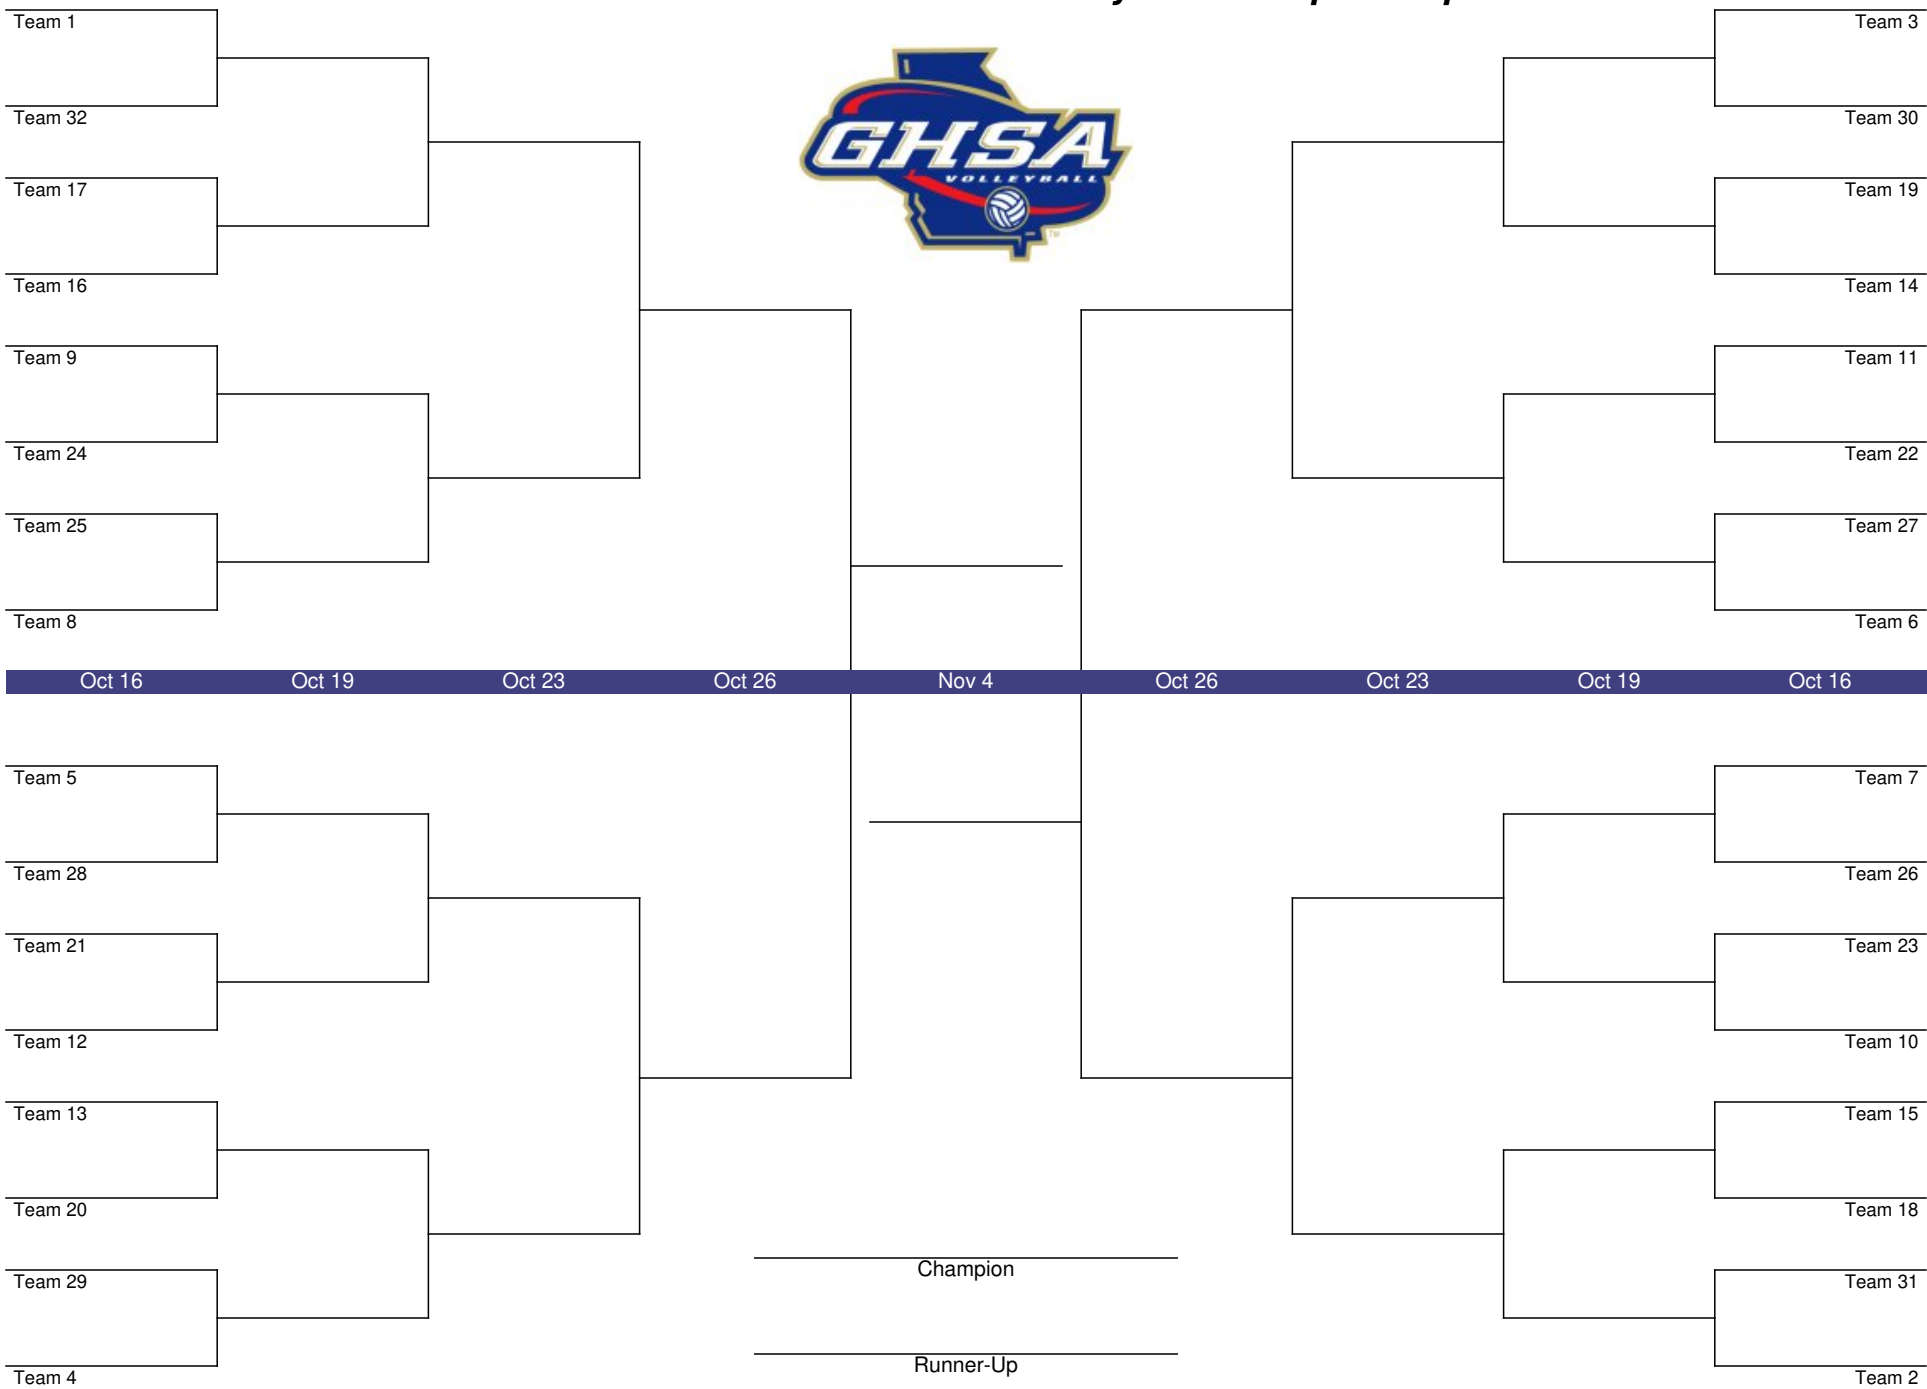 Team 1
Team 32
Team 17
Team 16
Team 9
Team 24
Team 25
Team 8
GHSA
VOLLEYBALL
TM
Team 3
Team 30
Team 19
Team 14
Team 11
Team 22
Team 27
Team 6
Oct 16 Oct 19 Oct 23 Oct 26 Nov 4 Oct 26 Oct 23 Oct 19 Oct 16
Team 5
Team 28
Team 21
Team 12
Team 13
Team 20
Team 29
Team 4
Champion
Runner-Up
Team 7
Team 26
Team 23
Team 10
Team 15
Team 18
Team 31
Team 2